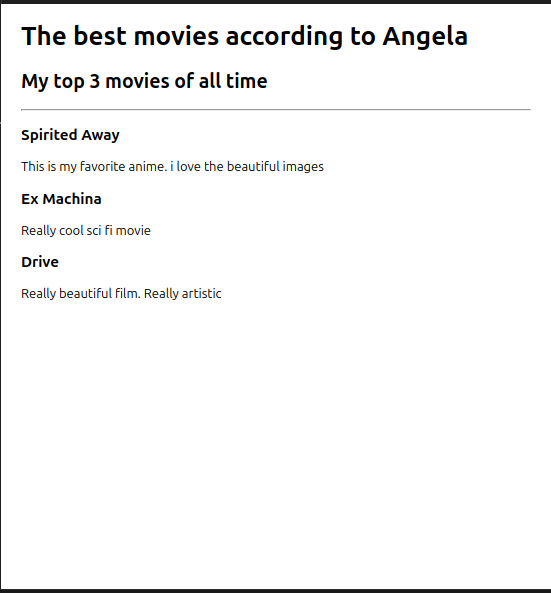 The best movies according to Angela
My top 3 movies of all time
Spirited Away
This is my favorite anime. i love the beautiful images
Ex Machina
Really cool sci fi movie
Drive
Really beautiful film. Really artistic